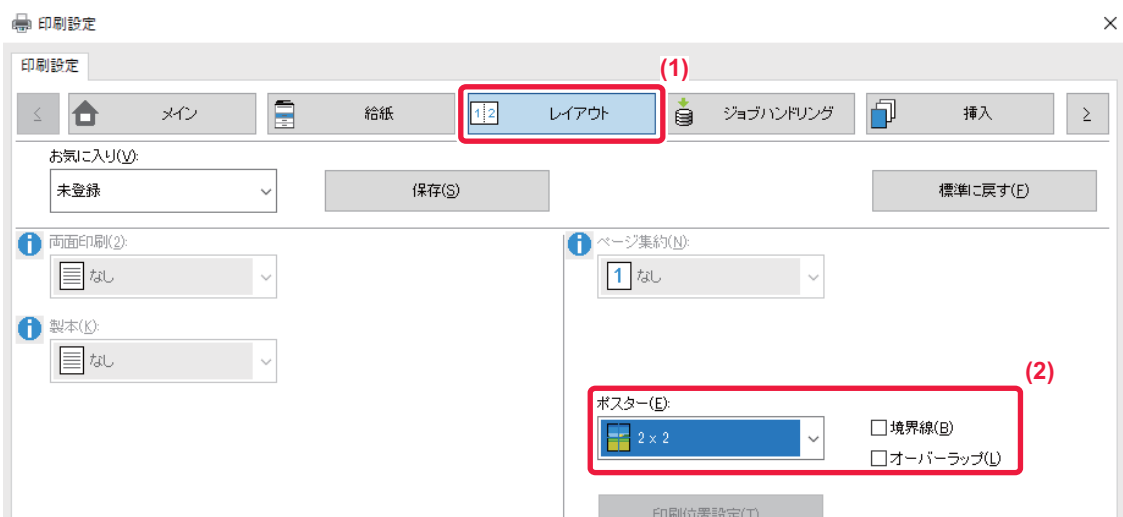 印刷設定
印刷設定
(1)
メイン 給紙 1 2 レイアウト ジョブハンドリング 挿入
お気に入り(V):
未登録 保存(S) 標準に戻す(F)
両面印刷(2): ページ集約(N):
なし 1 なし
製本(K):
なし
(2)
ポスター(E):
2 x 2 境界線(B)
オーバーラップ(L)
印刷位置設定(T)